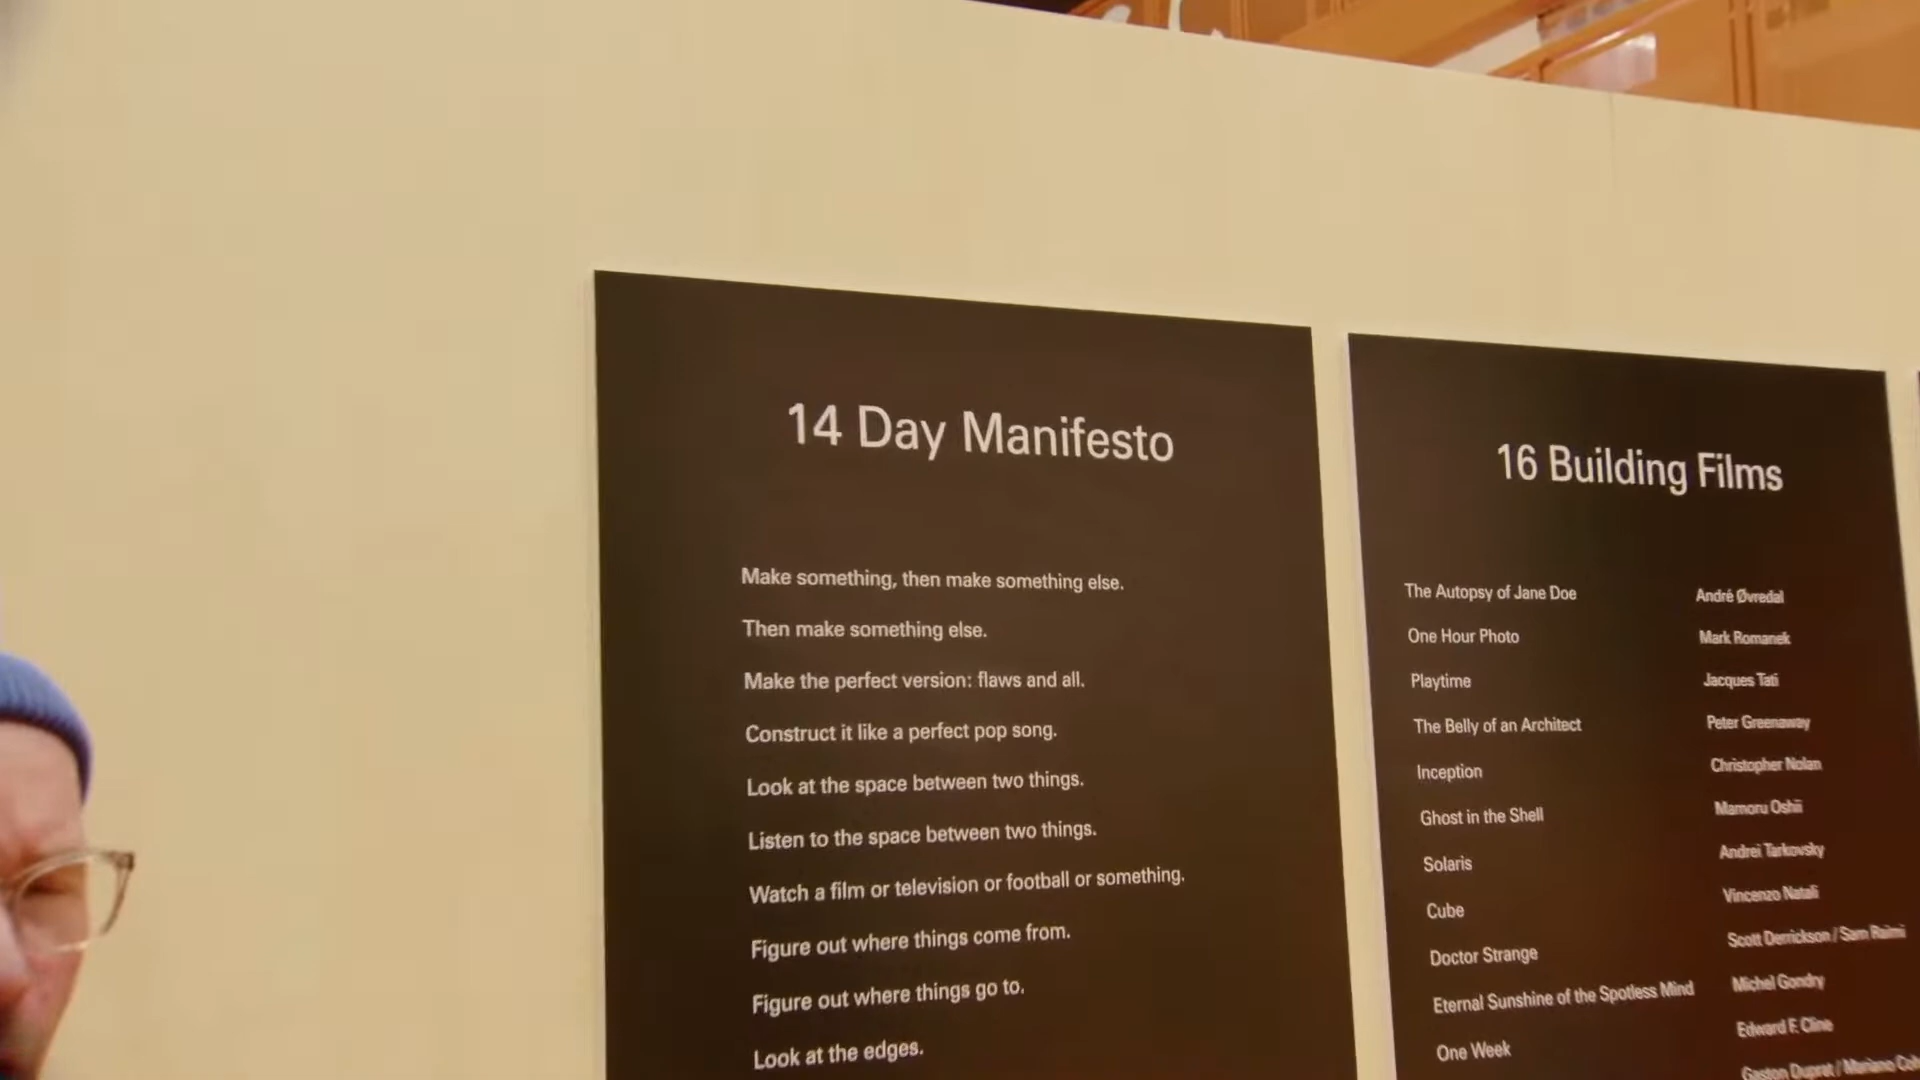 14 Day Manifesto
Make something, then make something else.
Then make something else.
Make the perfect version: flaws and all.
Construct it like a perfect pop song.
Look at the space between two things.
Listen to the space between two things.
Watch a film or television or football or something.
Figure out where things come from.
Figure out where things go to.
Look at the edges.
16 Building Films
The Autopsy of Jane Doe André Øvredal
One Hour Photo Mark Romanek
Playtime Jacques Tati
The Belly of an Architect Peter Greenaway
Inception Christopher Nolan
Ghost in the Shell Mamoru Oshii
Solaris Andrei Tarkovsky
Cube Vincenzo Natali
Doctor Strange Scott Derrickson / Sam Raimi
Eternal Sunshine of the Spotless Mind Michel Gondry
One Week Edward F. Cline
Gaston Duprat / Mariano